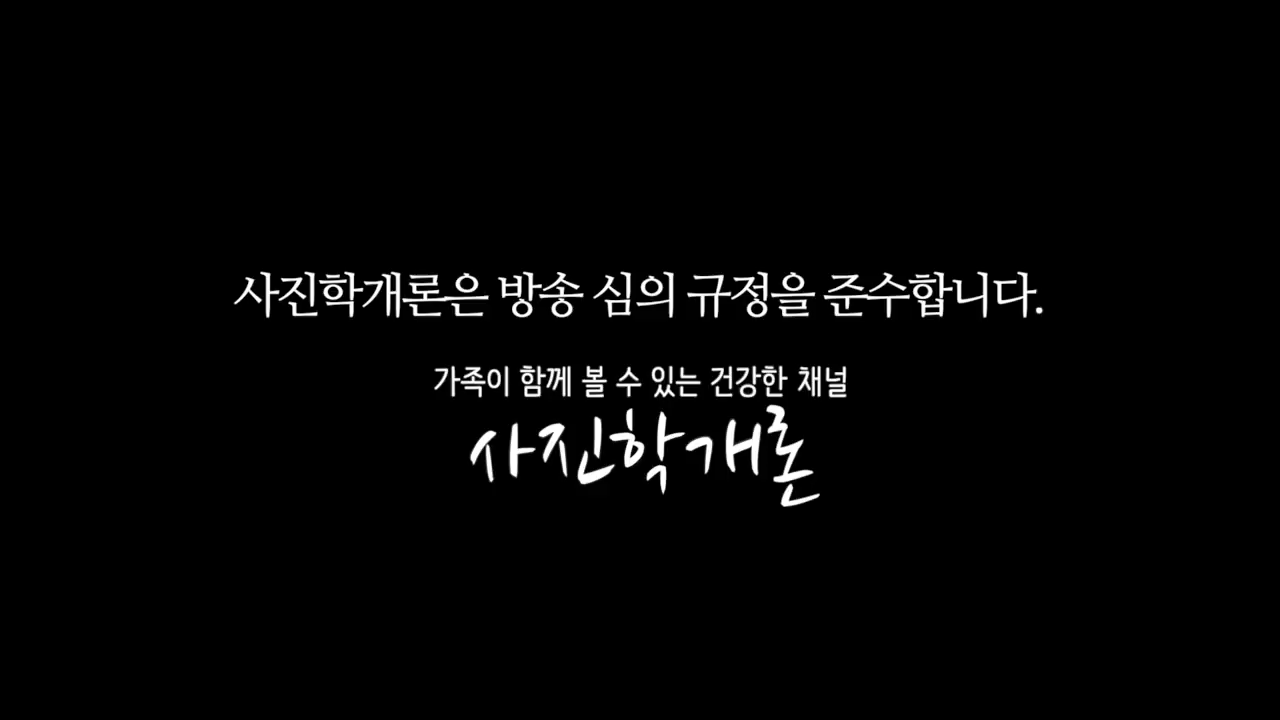 사진학개론은 방송 심의 규정을 준수합니다.
가족이 함께 볼 수 있는 건강한 채널
사진학개론